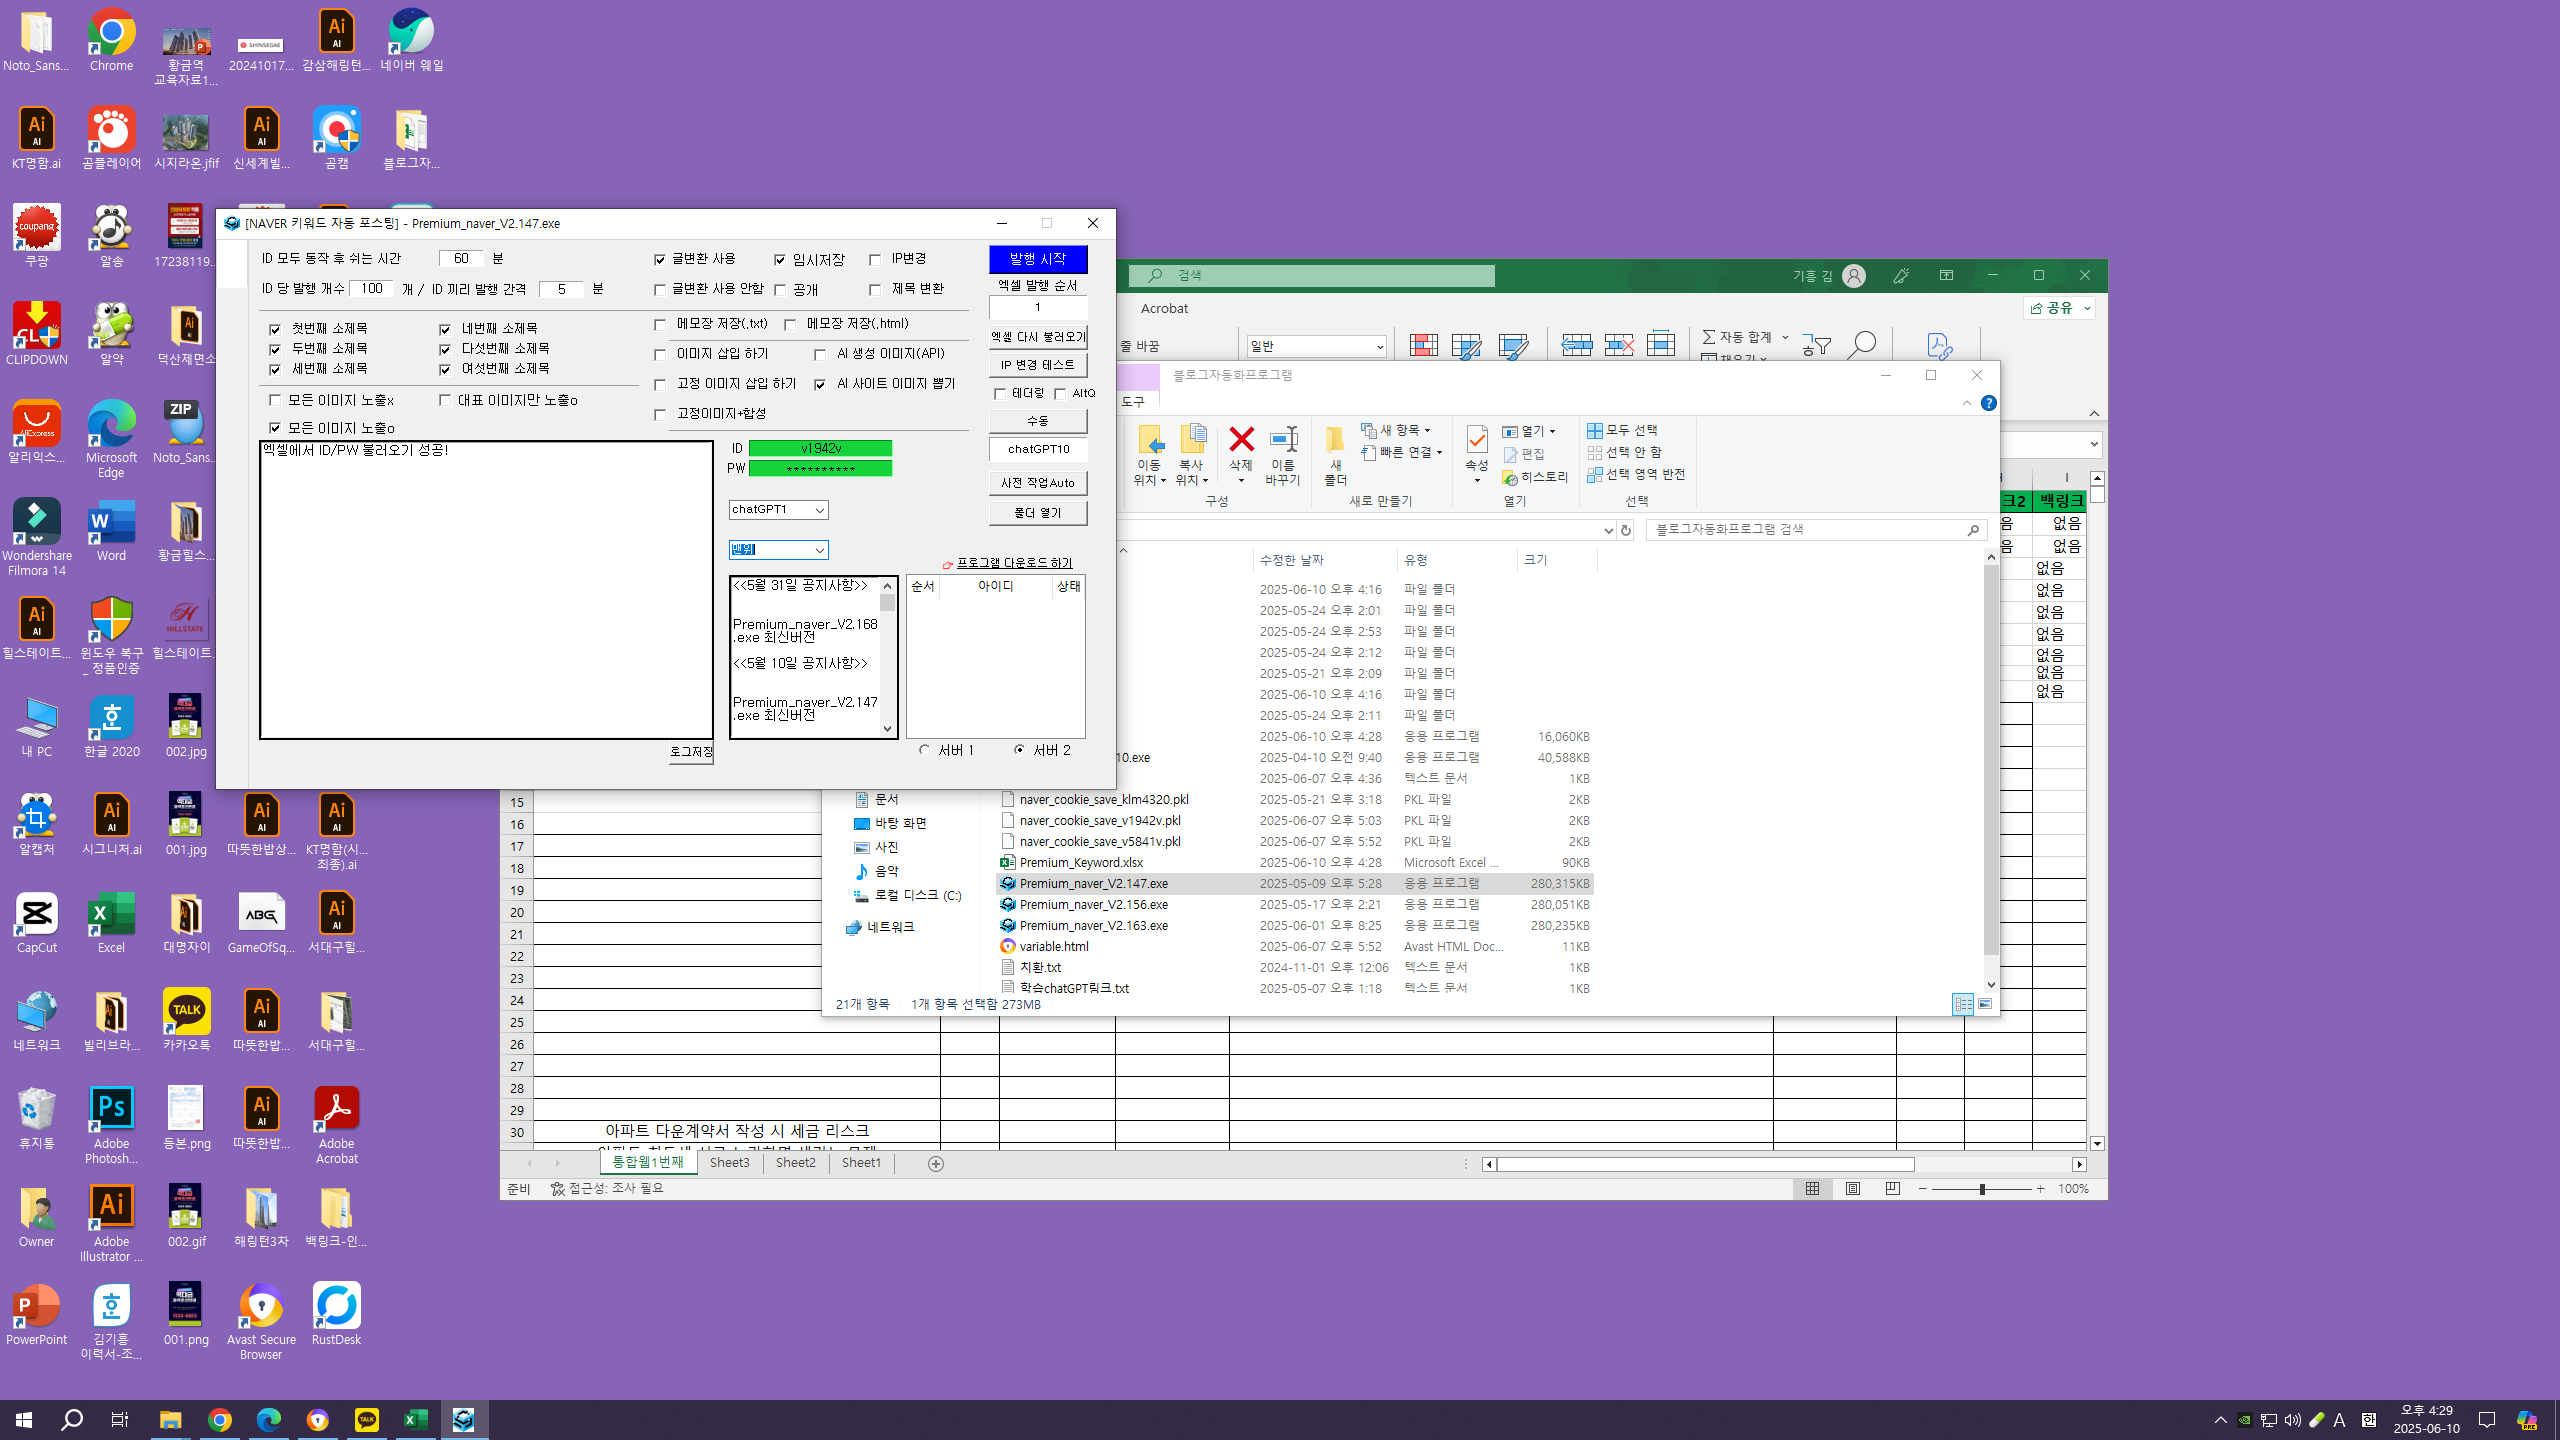 Noto_Sans...
Chrome
황금역
교육자료1...
20241017...
감삼해링턴...
네이버 웨일
KT명함.ai
곰플레이어
시지라온.jfif
신세계빌...
곰캠
블로그자...
쿠팡
알송
17238119...
CLIPDOWN
알약
덕산제면소
알리익스...
Microsoft
Edge
Noto_Sans...
Wondershare
Filmora 14
Word
황금힐스...
힐스테이트...
윈도우 복구
_ 정품인증
힐스테이트...
내 PC
한글 2020
002.jpg
알캡처
시그니처.ai
001.jpg
따뜻한밥상...
KT명함(시...
최종).ai
CapCut
Excel
대명자이
GameOfSq...
서대구힐...
네트워크
빌리브라...
카카오톡
따뜻한밥...
서대구힐...
휴지통
Adobe
Photosh...
등본.png
따뜻한밥...
Adobe
Acrobat
Owner
Adobe
Illustrator ...
002.gif
해링턴3차
백링크-인...
PowerPoint
김기흥
이력서-조...
001.png
Avast Secure
Browser
RustDesk
[NAVER 키워드 자동 포스팅] - Premium_naver_V2.147.exe
ID 모두 동작 후 쉬는 시간 60 분
글변환 사용 임시저장 IP변경
발행 시작
ID 당 발행 개수 100 개 / ID 끼리 발행 간격 5 분
글변환 사용 안함 공개 제목 변환
엑셀 발행 순서
1
첫번째 소제목 네번째 소제목
두번째 소제목 다섯번째 소제목
세번째 소제목 여섯번째 소제목
메모장 저장(.txt) 메모장 저장(.html)
이미지 삽입 하기 AI 생성 이미지(API)
고정 이미지 삽입 하기 AI 사이트 이미지 뽑기
고정이미지+합성
엑셀 다시 불러오기
IP 변경 테스트
테더링 AltQ
수동
chatGPT10
사전 작업Auto
폴더 열기
모든 이미지 노출x 대표 이미지만 노출o
모든 이미지 노출o
엑셀에서 ID/PW 불러오기 성공!
ID v1942v
PW **********
chatGPT1
맨위
프로그램 다운로드 하기
<<5월 31일 공지사항>>
Premium_naver_V2.168
.exe 최신버전
<<5월 10일 공지사항>>
Premium_naver_V2.147
.exe 최신버전
순서 아이디 상태
로그저장
서버 1 서버 2
검색
기흥 김
Acrobat
공유
줄 바꿈
일반
자동 합계
채우기
블로그자동화프로그램
도구
이동
위치
복사
위치
삭제
이름
바꾸기
구성
새
폴더
새 항목
빠른 연결
새로 만들기
속성
열기
편집
히스토리
열기
모두 선택
선택 안 함
선택 영역 반전
선택
블로그자동화프로그램 검색
수정한 날짜 유형 크기
2025-06-10 오후 4:16 파일 폴더
2025-05-24 오후 2:01 파일 폴더
2025-05-24 오후 2:53 파일 폴더
2025-05-24 오후 2:12 파일 폴더
2025-05-21 오후 2:09 파일 폴더
2025-06-10 오후 4:16 파일 폴더
2025-05-24 오후 2:11 파일 폴더
2025-06-10 오후 4:28 응용 프로그램 16,060KB
10.exe 2025-04-10 오전 9:40 응용 프로그램 40,588KB
2025-06-07 오후 4:36 텍스트 문서 1KB
naver_cookie_save_klm4320.pkl 2025-05-21 오후 3:18 PKL 파일 2KB
naver_cookie_save_v1942v.pkl 2025-06-07 오후 5:03 PKL 파일 2KB
naver_cookie_save_v5841v.pkl 2025-06-07 오후 5:52 PKL 파일 2KB
Premium_Keyword.xlsx 2025-06-10 오후 4:28 Microsoft Excel ... 90KB
Premium_naver_V2.147.exe 2025-05-09 오후 5:28 응용 프로그램 280,315KB
Premium_naver_V2.156.exe 2025-05-17 오후 2:21 응용 프로그램 280,051KB
Premium_naver_V2.163.exe 2025-06-01 오후 8:25 응용 프로그램 280,235KB
variable.html 2025-06-07 오후 5:52 Avast HTML Doc... 11KB
치환.txt 2024-11-01 오후 12:06 텍스트 문서 1KB
학습chatGPT링크.txt 2025-05-07 오후 1:18 텍스트 문서 1KB
문서
바탕 화면
사진
음악
로컬 디스크 (C:)
네트워크
21개 항목 1개 항목 선택함 273MB
I
크2 백링크
없음
없음
없음
없음
없음
없음
없음
없음
없음
15
16
17
18
19
20
21
22
23
24
25
26
27
28
29
30 아파트 다운계약서 작성 시 세금 리스크
통합웰1번째 Sheet3 Sheet2 Sheet1
준비 접근성: 조사 필요
100%
A 한
오후 4:29
2025-06-10